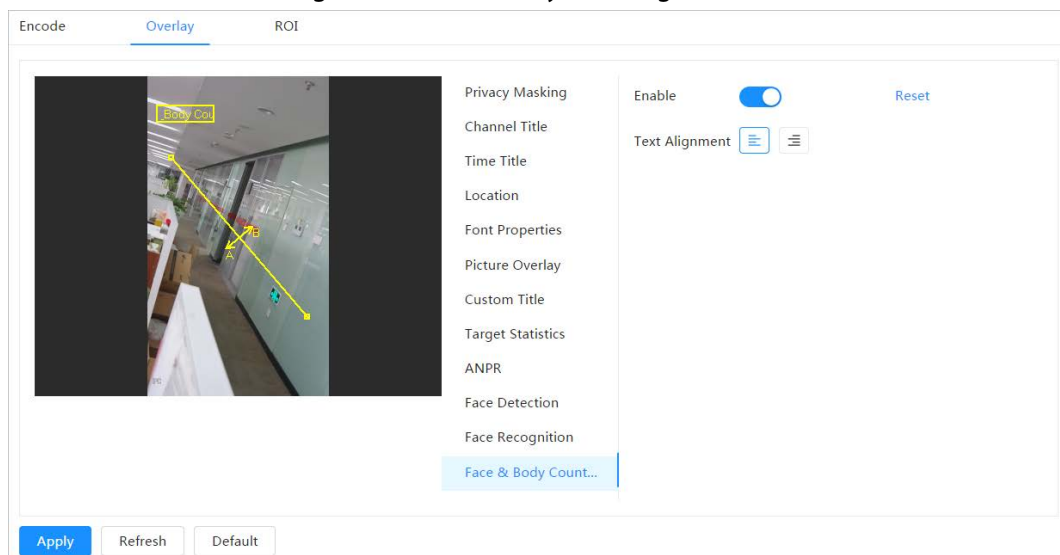 Encode Overlay ROI
_Body Cou
B
A
Privacy Masking
Channel Title
Time Title
Location
Font Properties
Picture Overlay
Custom Title
Target Statistics
ANPR
Face Detection
Face Recognition
Face & Body Count...
Enable Reset
Text Alignment
Apply Refresh Default